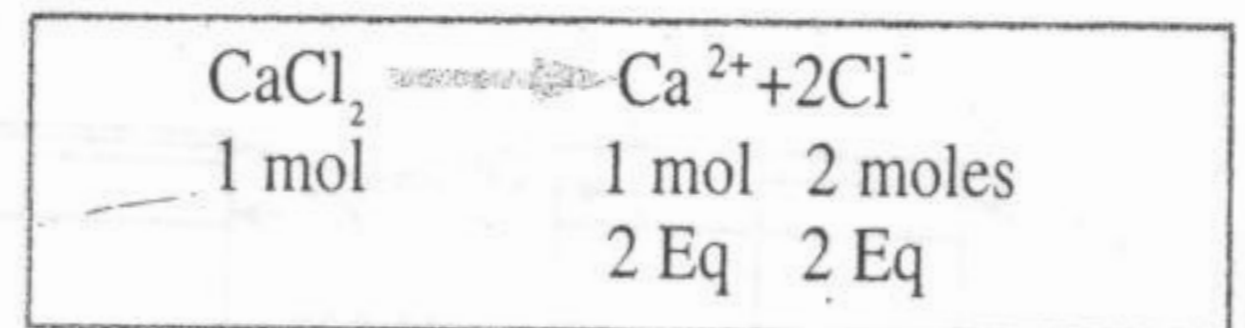 CaCl₂ → Ca²⁺+2Cl⁻
1 mol 1 mol 2 moles
2 Eq 2 Eq